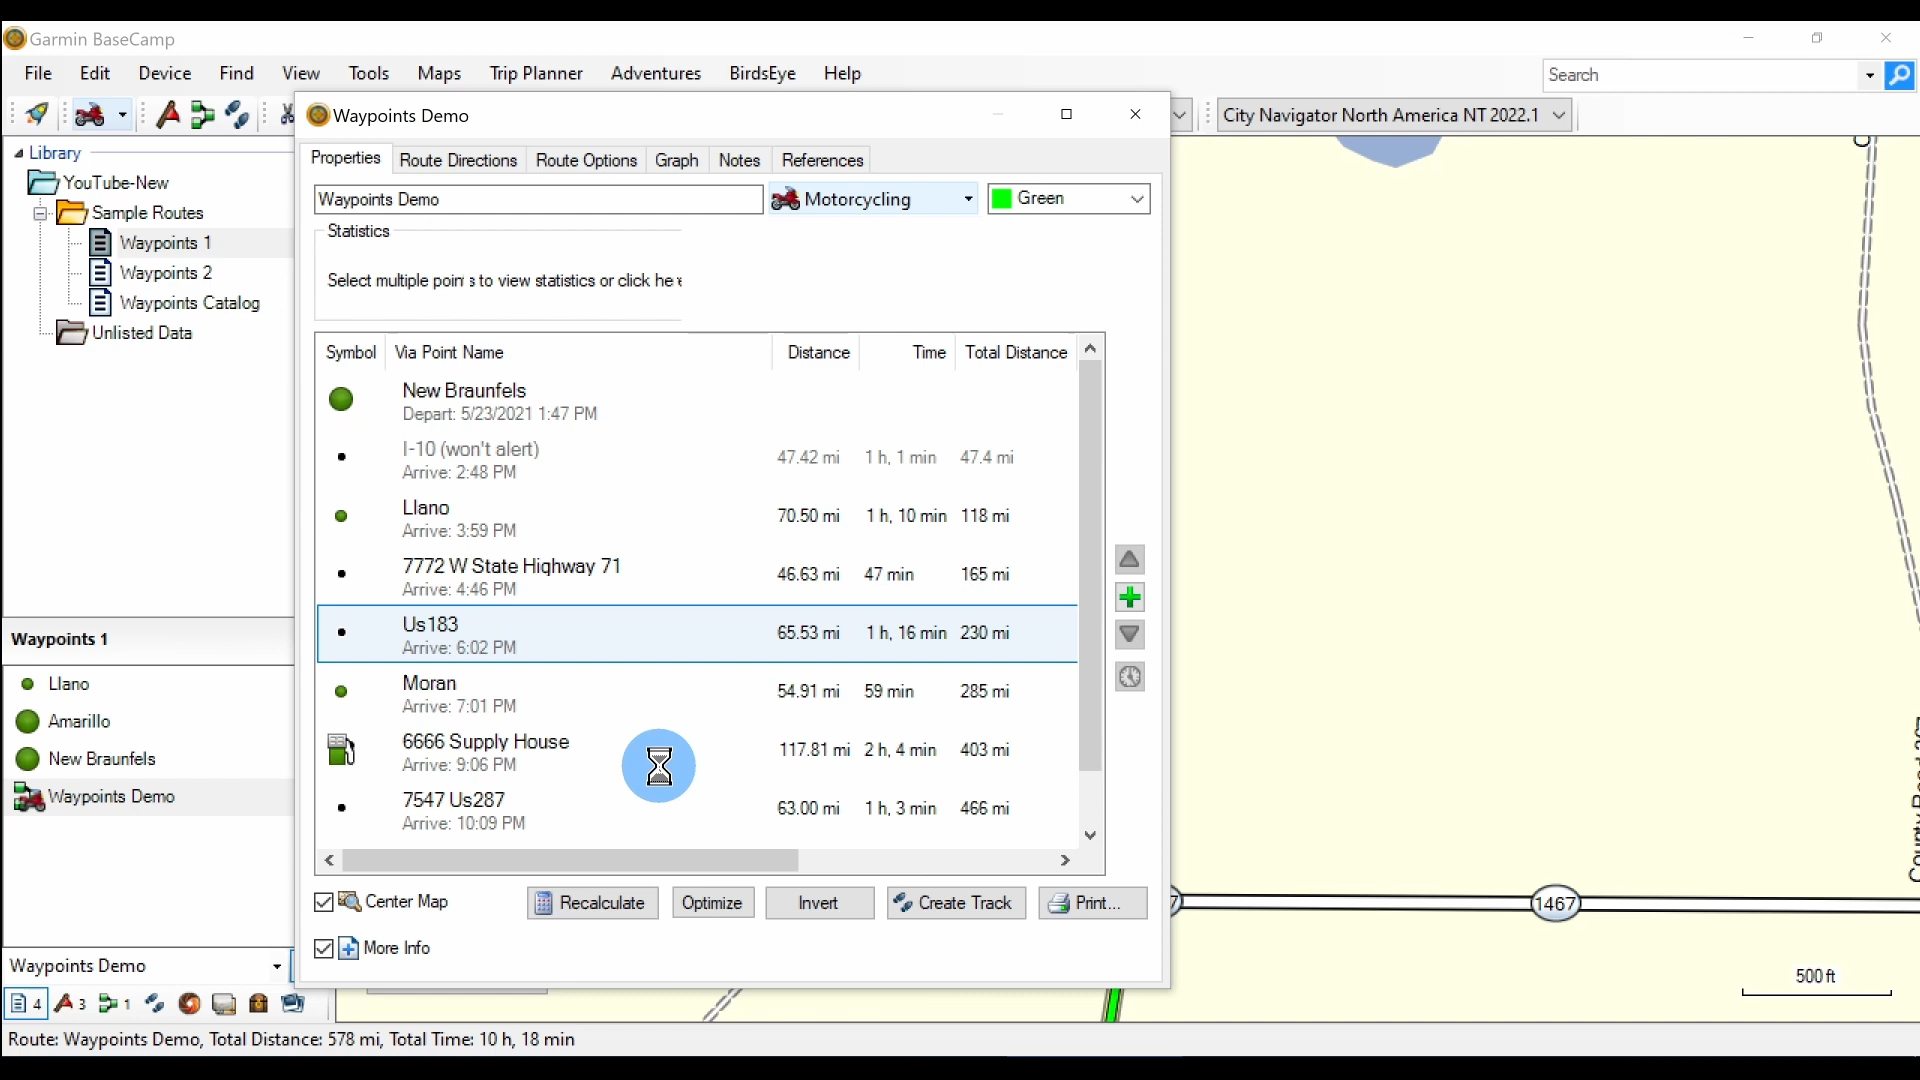 Garmin BaseCamp
File Edit Device Find View Tools Maps Trip Planner Adventures BirdsEye Help
Search
City Navigator North America NT 2022.1
Library
YouTube-New
Sample Routes
Waypoints 1
Waypoints 2
Waypoints Catalog
Unlisted Data
Waypoints 1
Llano
Amarillo
New Braunfels
Waypoints Demo
Waypoints Demo
4 3 1
Waypoints Demo
Properties Route Directions Route Options Graph Notes References
Waypoints Demo Motorcycling Green
Statistics
Select multiple poin s to view statistics or click he
Symbol Via Point Name Distance Time Total Distance
New Braunfels
Depart: 5/23/2021 1:47 PM
I-10 (won't alert) 47.42 mi 1 h, 1 min 47.4 mi
Arrive: 2:48 PM
Llano 70.50 mi 1 h, 10 min 118 mi
Arrive: 3:59 PM
7772 W State Highway 71 46.63 mi 47 min 165 mi
Arrive: 4:46 PM
Us183 65.53 mi 1 h, 16 min 230 mi
Arrive: 6:02 PM
Moran 54.91 mi 59 min 285 mi
Arrive: 7:01 PM
6666 Supply House 117.81 mi 2 h, 4 min 403 mi
Arrive: 9:06 PM
7547 Us287 63.00 mi 1 h, 3 min 466 mi
Arrive: 10:09 PM
Center Map Recalculate Optimize Invert Create Track Print...
More Info
1467
500 ft
Route: Waypoints Demo, Total Distance: 578 mi, Total Time: 10 h, 18 min